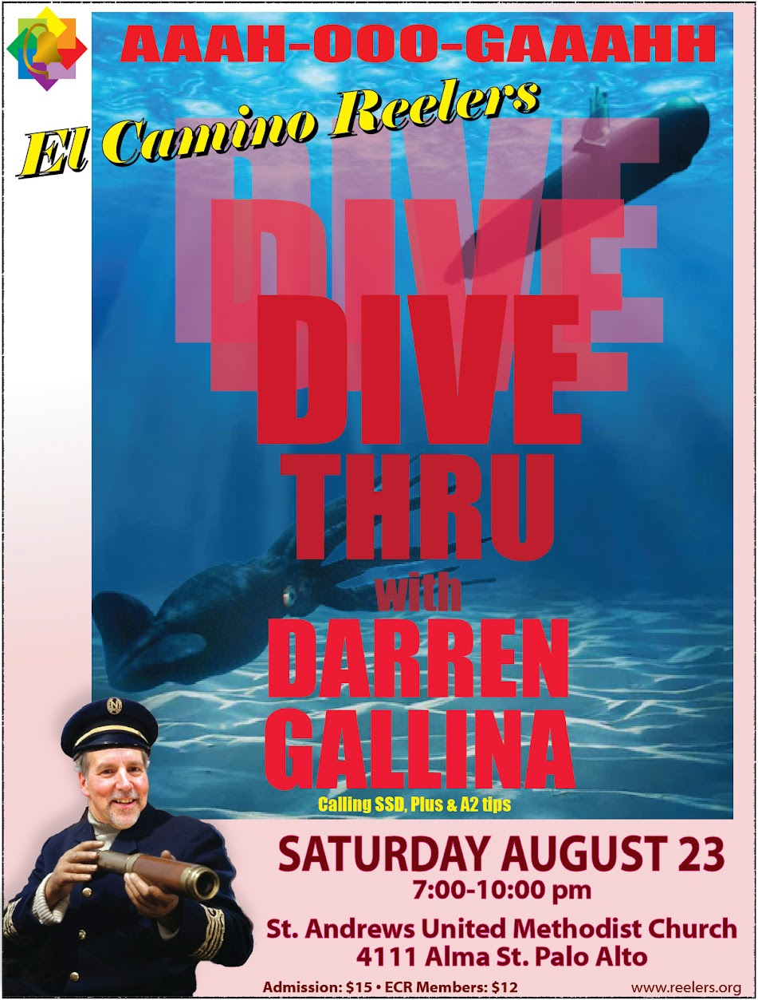 AAAH-OOO-GAAAHH
El Camino Reelers
DIVE
DIVE
DIVE
THRU
with
DARREN
GALLINA
Calling SSD, Plus & A2 tips
SATURDAY AUGUST 23
7:00-10:00 pm
St. Andrews United Methodist Church
4111 Alma St. Palo Alto
Admission: $15 • ECR Members: $12
www.reelers.org